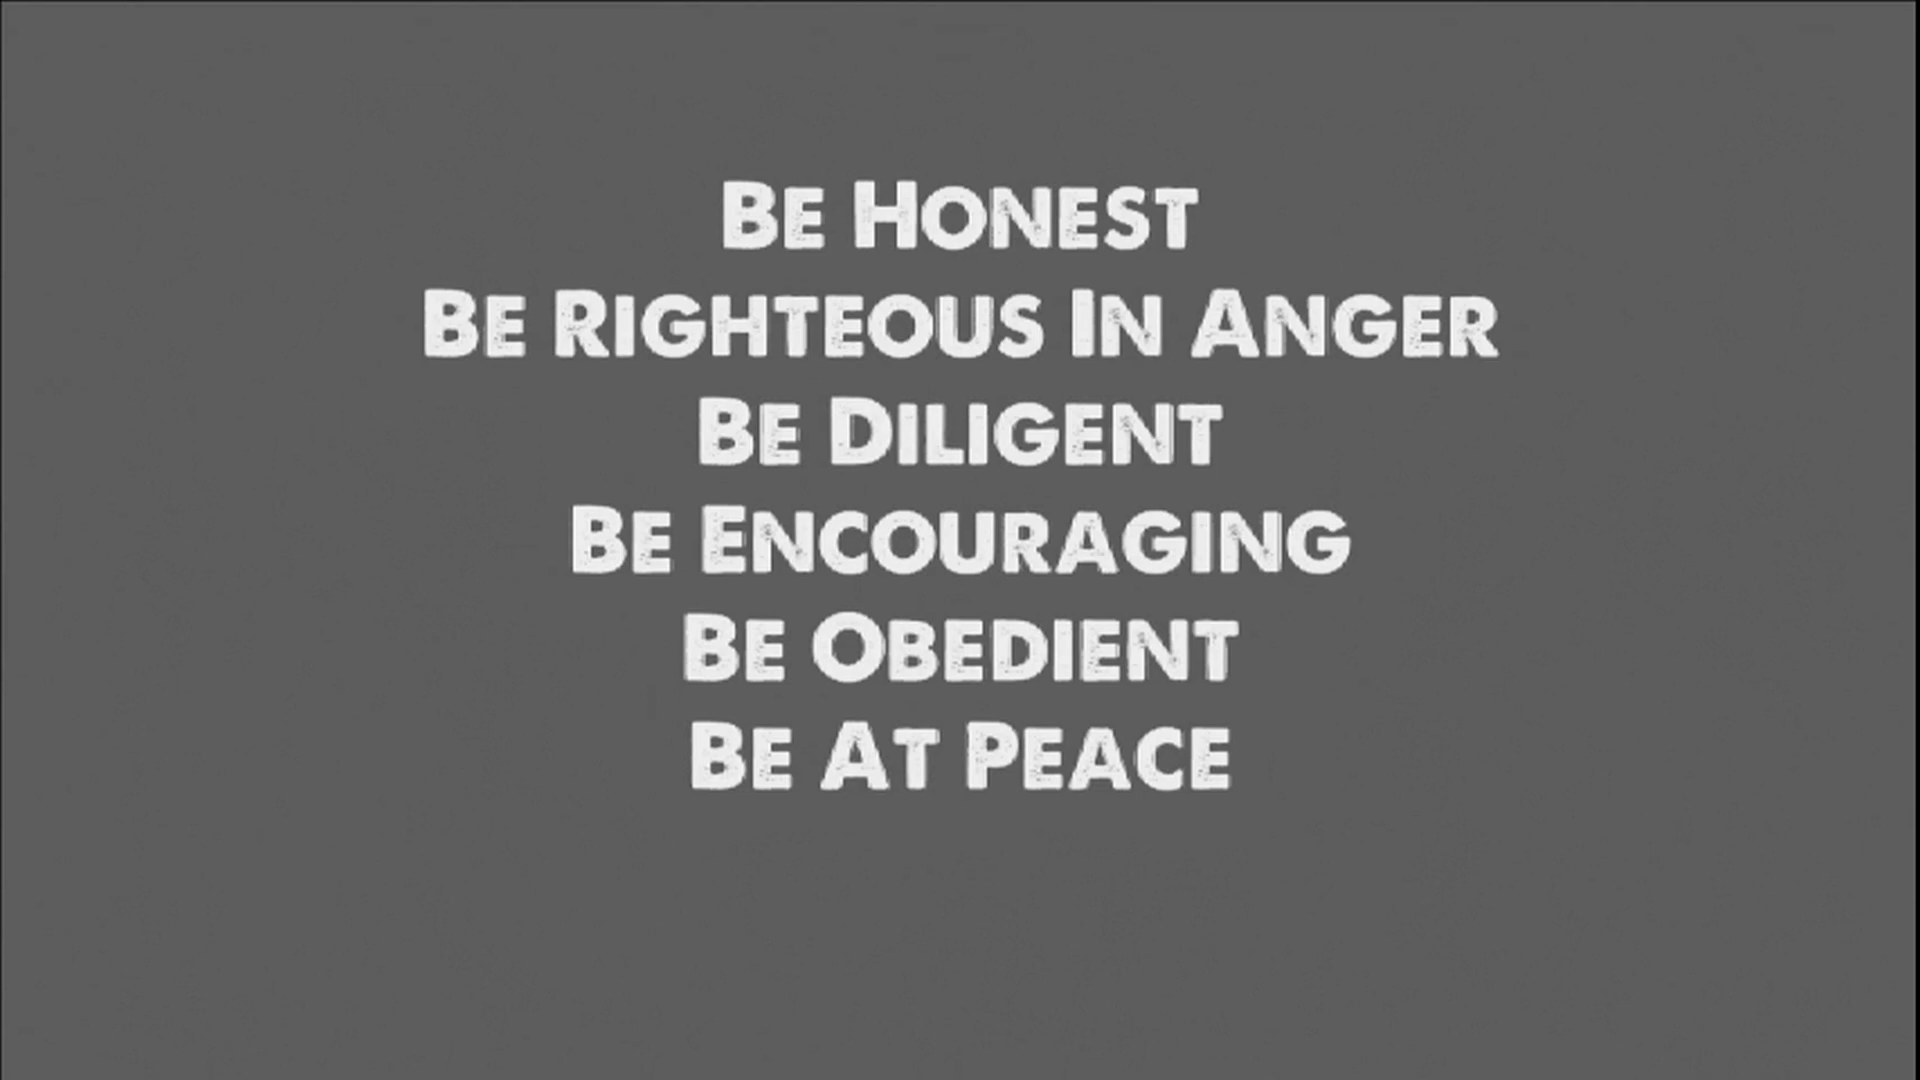 Be Honest
Be Righteous In Anger
Be Diligent
Be Encouraging
Be Obedient
Be At Peace